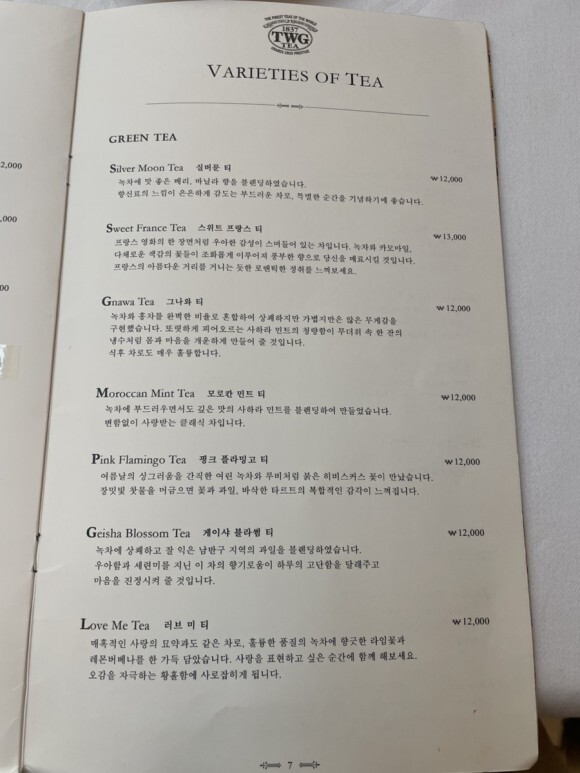 2,000
,000
00
THE FINEST TEAS OF THE WORLD
1837
TWG
TEA
VARIETIES OF TEA
GREEN TEA
Silver Moon Tea 실버문 티 ₩12,000
녹차에 맛 좋은 베리, 바닐라 향을 블렌딩하였습니다.
향신료의 느낌이 은은하게 감도는 부드러운 차로, 특별한 순간을 기념하기에 좋습니다.
Sweet France Tea 스위트 프랑스 티 ₩13,000
프랑스 영화의 한 장면처럼 우아한 감성이 스며들어 있는 차입니다. 녹차와 카모마일,
다채로운 색감의 꽃들이 조화롭게 이루어져 풍부한 향으로 당신을 매료시킬 것입니다.
프랑스의 아름다운 거리를 거니는 듯한 로맨틱한 정취를 느껴보세요.
Gnawa Tea 그나와 티 ₩12,000
녹차와 홍차를 완벽한 비율로 혼합하여 상쾌하지만 가볍지만은 않은 무게감을
구현했습니다. 또렷하게 피어오르는 사하라 민트의 청량함이 무더위 속 한 잔의
냉수처럼 몸과 마음을 개운하게 만들어 줄 것입니다.
식후 차로도 매우 훌륭합니다.
Moroccan Mint Tea 모로칸 민트 티 ₩12,000
녹차에 부드러우면서도 깊은 맛의 사하라 민트를 블렌딩하여 만들었습니다.
변함없이 사랑받는 클래식 차입니다.
Pink Flamingo Tea 핑크 플라밍고 티 ₩12,000
여름날의 싱그러움을 간직한 여린 녹차와 루비처럼 붉은 히비스커스 꽃이 만났습니다.
장밋빛 찻물을 머금으면 꽃과 과일, 바삭한 타르트의 복합적인 감각이 느껴집니다.
Geisha Blossom Tea 게이샤 블라썸 티 ₩12,000
녹차에 상쾌하고 잘 익은 남반구 지역의 과일을 블렌딩하였습니다.
우아함과 세련미를 지닌 이 차의 향기로움이 하루의 고단함을 달래주고
마음을 진정시켜 줄 것입니다.
Love Me Tea 러브 미 티 ₩12,000
매혹적인 사랑의 묘약과도 같은 차로, 훌륭한 품질의 녹차에 향긋한 라임꽃과
레몬버베나를 한 가득 담았습니다. 사랑을 표현하고 싶은 순간에 함께 해보세요.
오감을 자극하는 황홀함에 사로잡히게 됩니다.
7